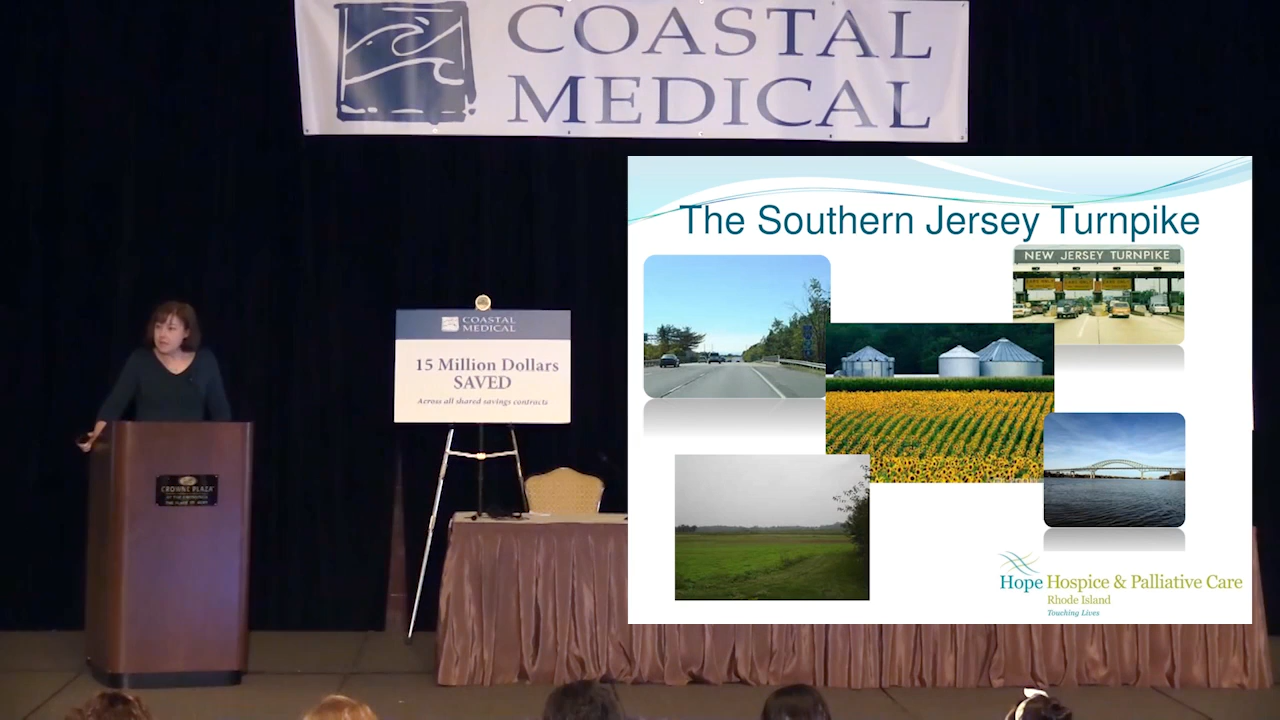 COASTAL
MEDICAL
COASTAL
MEDICAL
15 Million Dollars
SAVED
Across all shared savings contracts
CROWNE PLAZA
The Southern Jersey Turnpike
NEW JERSEY TURNPIKE
Hope Hospice & Palliative Care
Rhode Island
Touching Lives